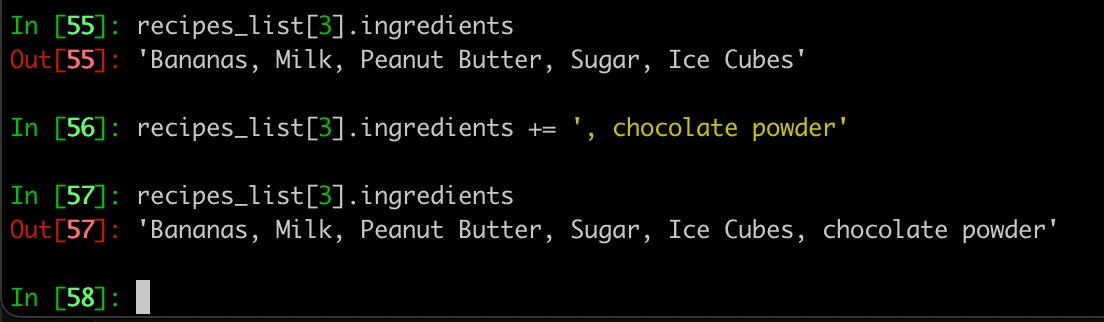 In [55]: recipes_list[3].ingredients
Out[55]: 'Bananas, Milk, Peanut Butter, Sugar, Ice Cubes'
In [56]: recipes_list[3].ingredients += ', chocolate powder'
In [57]: recipes_list[3].ingredients
Out[57]: 'Bananas, Milk, Peanut Butter, Sugar, Ice Cubes, chocolate powder'
In [58]: